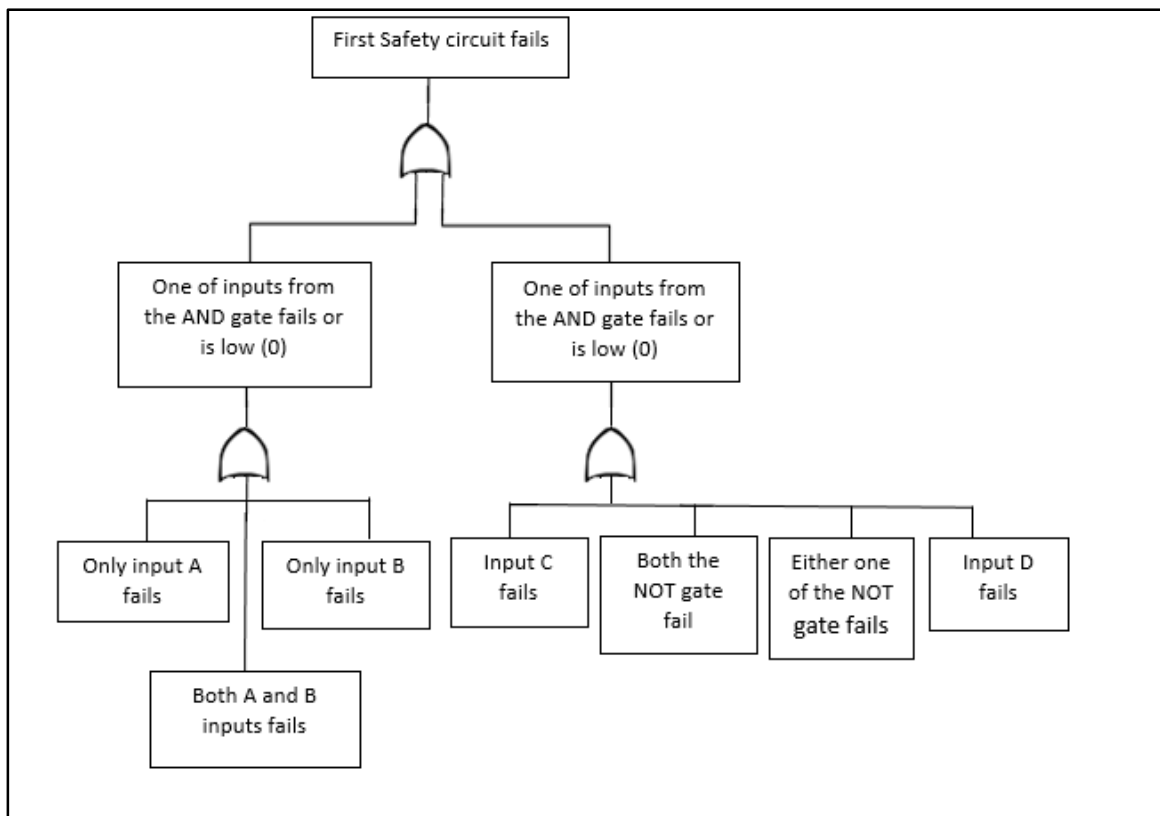 First Safety circuit fails
One of inputs from
the AND gate fails or
is low (0)
One of inputs from
the AND gate fails or
is low (0)
Only input A
fails
Only input B
fails
Input C
fails
Both the
NOT gate
fail
Either one
of the NOT
gate fails
Input D
fails
Both A and B
inputs fails